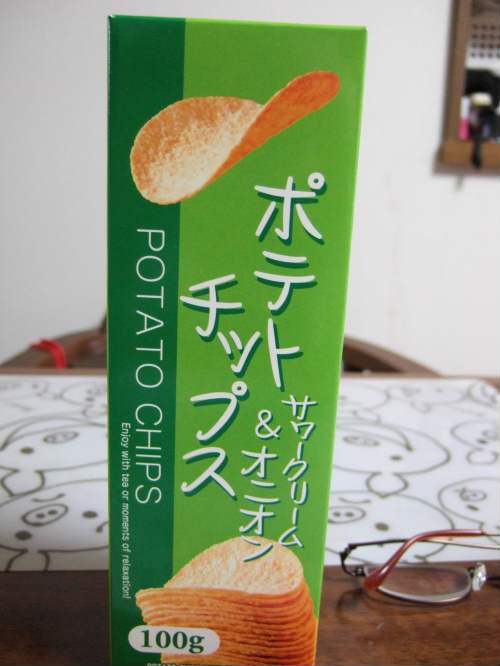 ポテト
チップス
サワークリーム
&オニオン
POTATO CHIPS
Enjoy with tea or moments of relaxation!
100g